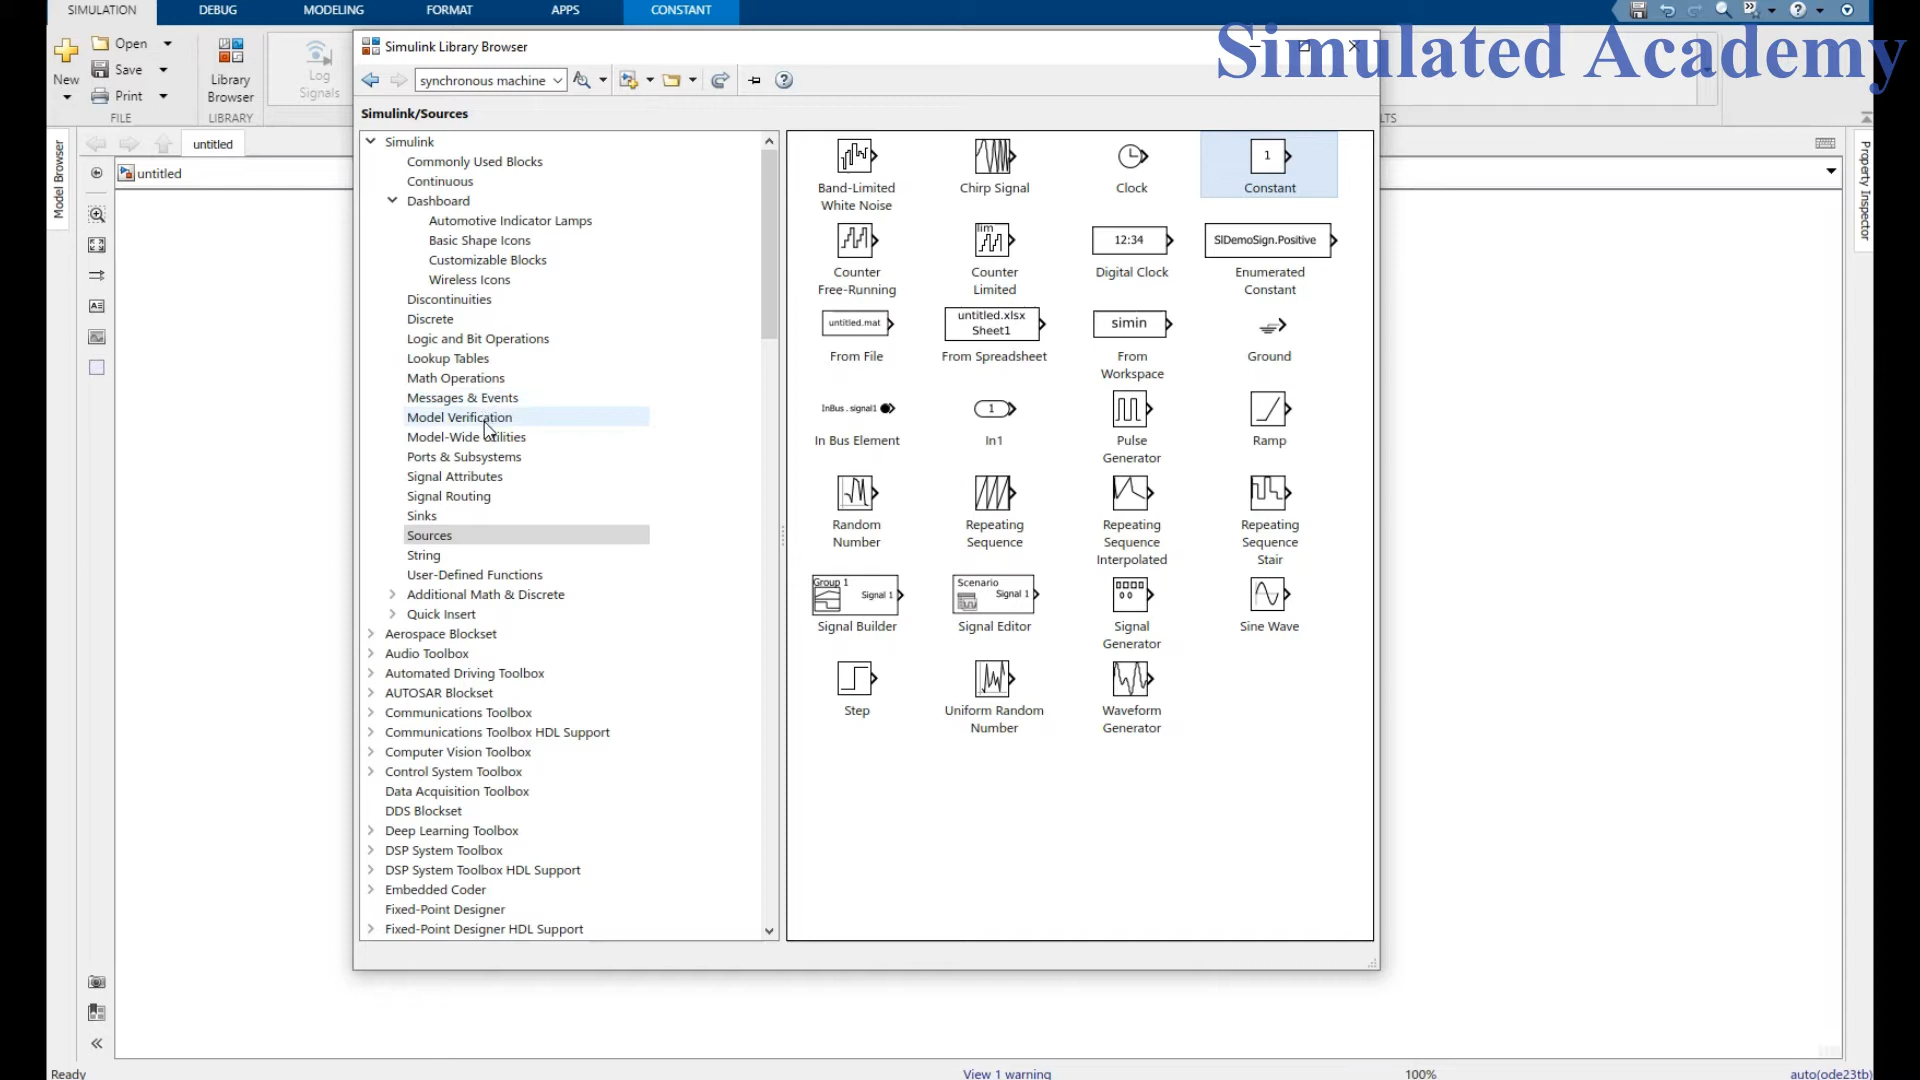 SIMULATION
DEBUG
MODELING
FORMAT
APPS
CONSTANT
Simulated Academy
New
Open
Save
Print
FILE
Library
Browser
LIBRARY
Log
Signals
LTS
Simulink Library Browser
synchronous machine
Simulink/Sources
untitled
untitled
Model Browser
Property Inspector
Simulink
Commonly Used Blocks
Continuous
Dashboard
Automotive Indicator Lamps
Basic Shape Icons
Customizable Blocks
Wireless Icons
Discontinuities
Discrete
Logic and Bit Operations
Lookup Tables
Math Operations
Messages & Events
Model Verification
Model-Wide Utilities
Ports & Subsystems
Signal Attributes
Signal Routing
Sinks
Sources
String
User-Defined Functions
Additional Math & Discrete
Quick Insert
Aerospace Blockset
Audio Toolbox
Automated Driving Toolbox
AUTOSAR Blockset
Communications Toolbox
Communications Toolbox HDL Support
Computer Vision Toolbox
Control System Toolbox
Data Acquisition Toolbox
DDS Blockset
Deep Learning Toolbox
DSP System Toolbox
DSP System Toolbox HDL Support
Embedded Coder
Fixed-Point Designer
Fixed-Point Designer HDL Support
Band-Limited
White Noise
Chirp Signal
Clock
1
Constant
Counter
Free-Running
lim
Counter
Limited
12:34
Digital Clock
SlDemoSign.Positive
Enumerated
Constant
untitled.mat
From File
untitled.xlsx
Sheet1
From Spreadsheet
simin
From
Workspace
Ground
InBus . signal1
In Bus Element
1
In1
Pulse
Generator
Ramp
Random
Number
Repeating
Sequence
Repeating
Sequence
Interpolated
Repeating
Sequence
Stair
Group 1
Signal 1
Signal Builder
Scenario
Signal 1
Signal Editor
Signal
Generator
Sine Wave
Step
Uniform Random
Number
Waveform
Generator
Ready
View 1 warning
100%
auto(ode23tb)